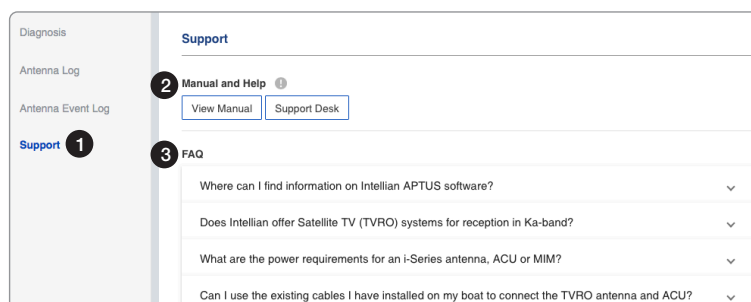 Diagnosis
Antenna Log
Antenna Event Log
Support 1
Support
2 Manual and Help !
View Manual Support Desk
3 FAQ
Where can I find information on Intellian APTUS software?
Does Intellian offer Satellite TV (TVRO) systems for reception in Ka-band?
What are the power requirements for an i-Series antenna, ACU or MIM?
Can I use the existing cables I have installed on my boat to connect the TVRO antenna and ACU?